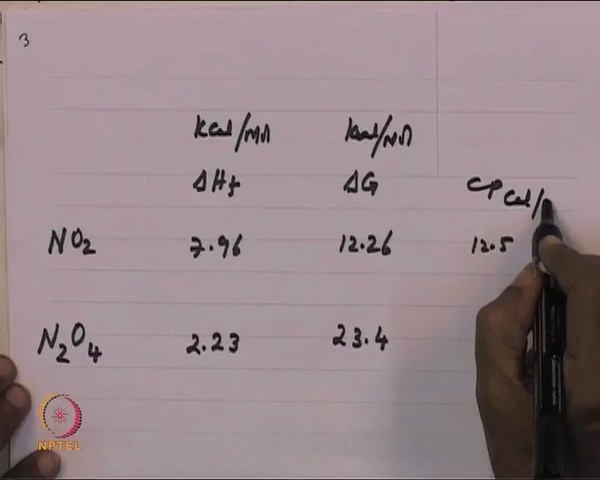 3
kcal/mol kcal/mol
ΔHf ΔG CP cal/
NO2 7.96 12.26 12.5
N2O4 2.23 23.4
NPTEL